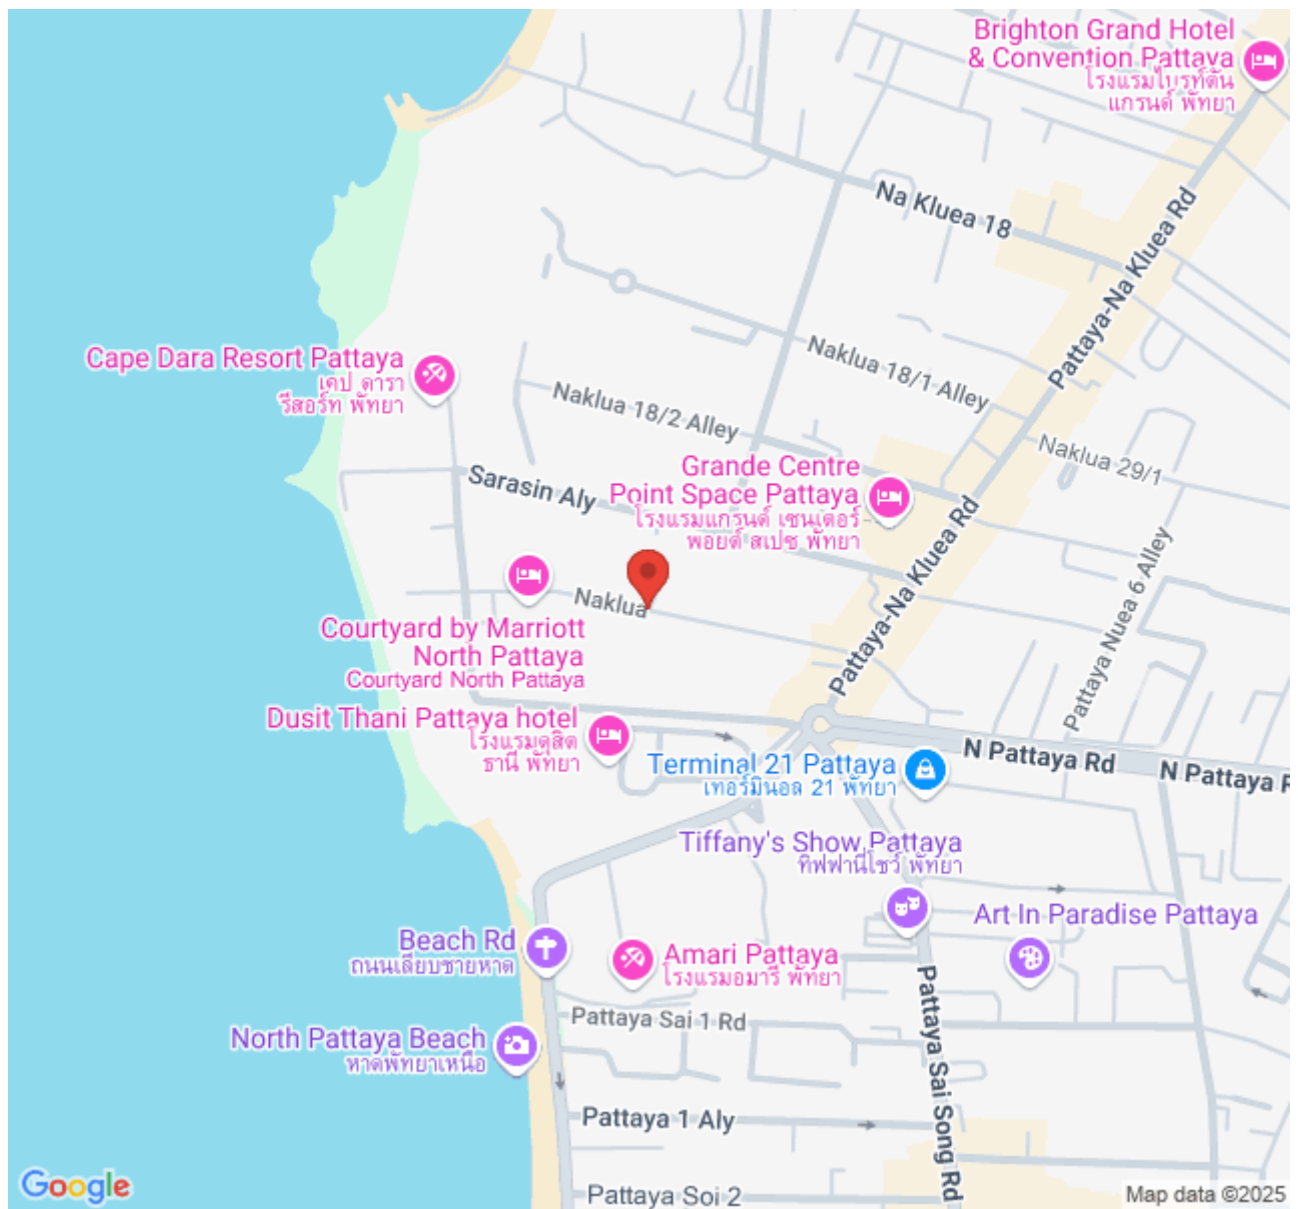 Brighton Grand Hotel
& Convention Pattaya
โรงแรมไบรท์ตัน
แกรนด์ พัทยา
Na Kluea 18
Pattaya-Na Kluea Rd
Cape Dara Resort Pattaya
เคป ดารา
รีสอร์ท พัทยา
Naklua 18/1 Alley
Naklua 18/2 Alley
Naklua 29/1
Grande Centre
Point Space Pattaya
โรงแรมแกรนด์ เซนเตอร์
พอยต์ สเปซ พัทยา
Sarasin Aly
Pattaya-Na Kluea Rd
Pattaya Nuea 6 Alley
Naklua
Courtyard by Marriott
North Pattaya
Courtyard North Pattaya
Dusit Thani Pattaya hotel
โรงแรมดุสิต
ธานี พัทยา
N Pattaya Rd
N Pattaya R
Terminal 21 Pattaya
เทอร์มินอล 21 พัทยา
Tiffany's Show Pattaya
ทิฟฟานีโชว์ พัทยา
Art In Paradise Pattaya
Beach Rd
ถนนเลียบชายหาด
Amari Pattaya
โรงแรมอมารี พัทยา
Pattaya Sai 1 Rd
North Pattaya Beach
หาดพัทยาเหนือ
Pattaya Sai Song Rd
Pattaya 1 Aly
Pattaya Soi 2
Google
Map data ©2025